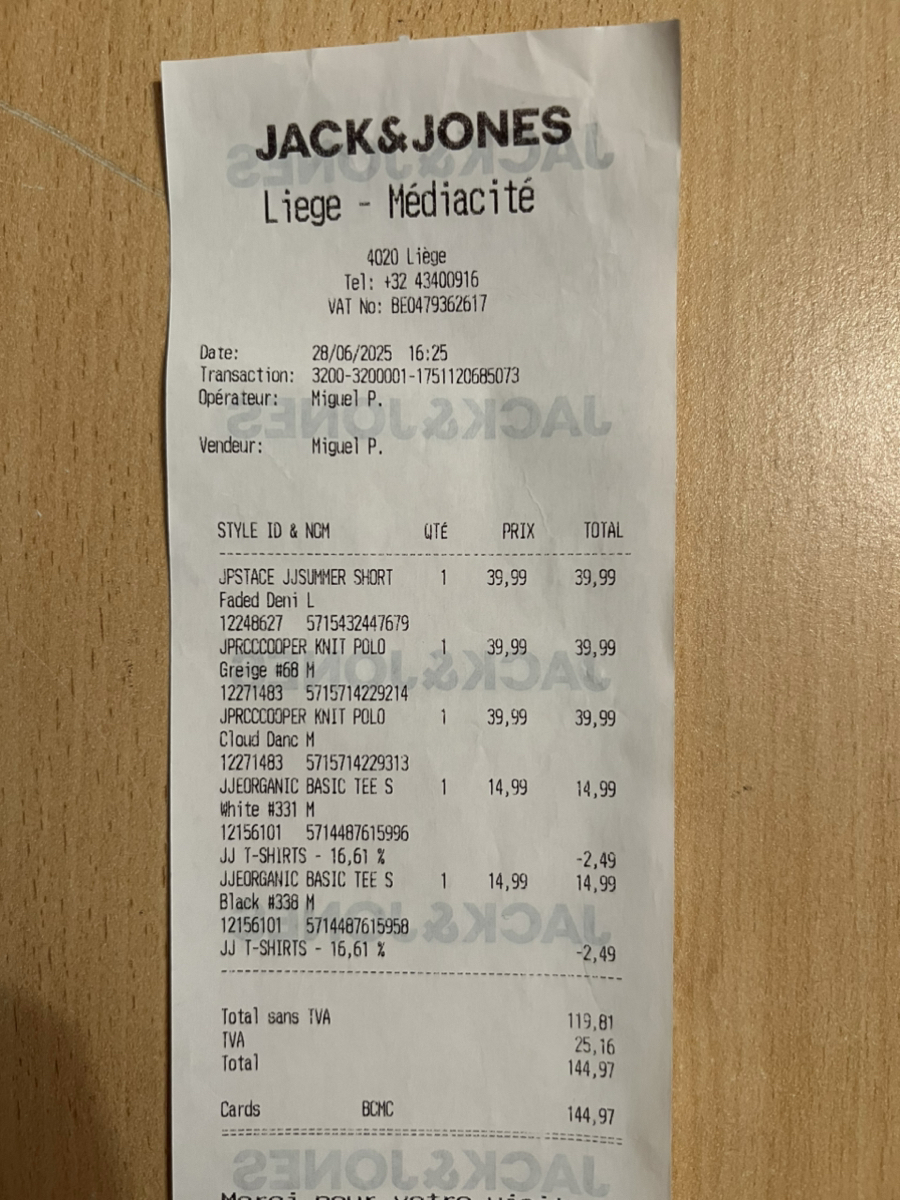 JACK&JONES
Liege - Médiacité
4020 Liège
Tel: +32 43400916
VAT No: BE0479362617
Date: 28/06/2025 16:25
Transaction: 3200-3200001-1751120685073
Opérateur: Miguel P.
Vendeur: Miguel P.
STYLE ID & NOM QTÉ PRIX TOTAL
JPSTACE JJSUMMER SHORT 1 39,99 39,99
Faded Deni L
12248627 5715432447679
JPRCCCOOPER KNIT POLO 1 39,99 39,99
Greige #68 M
12271483 5715714229214
JPRCCCOOPER KNIT POLO 1 39,99 39,99
Cloud Danc M
12271483 5715714229313
JJEORGANIC BASIC TEE S 1 14,99 14,99
White #331 M
12156101 5714487615996
JJ T-SHIRTS - 16,61 % -2,49
JJEORGANIC BASIC TEE S 1 14,99 14,99
Black #338 M
12156101 5714487615958
JJ T-SHIRTS - 16,61 % -2,49
Total sans TVA 119,81
TVA 25,16
Total 144,97
Cards BCMC 144,97
JACK&JONES
Merci pour votre